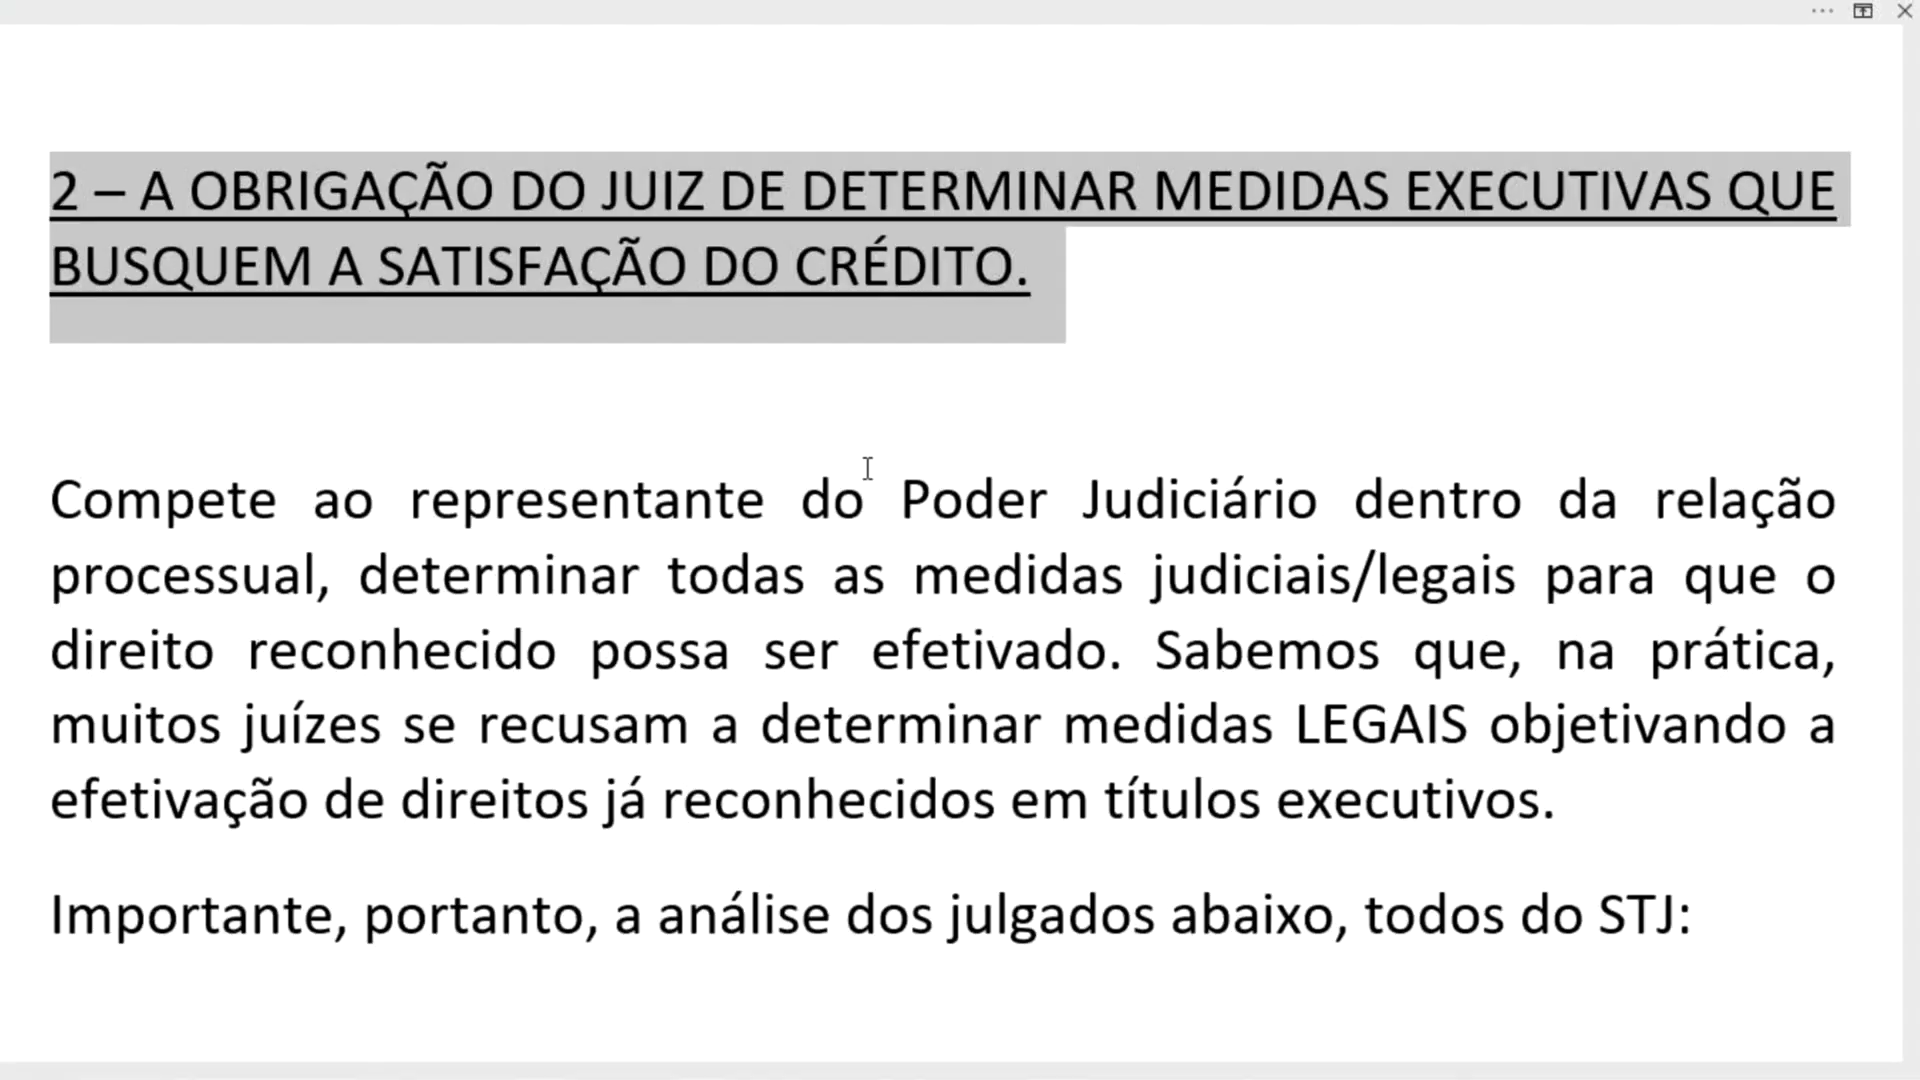 2 – A OBRIGAÇÃO DO JUIZ DE DETERMINAR MEDIDAS EXECUTIVAS QUE
BUSQUEM A SATISFAÇÃO DO CRÉDITO.
Compete ao representante do Poder Judiciário dentro da relação
processual, determinar todas as medidas judiciais/legais para que o
direito reconhecido possa ser efetivado. Sabemos que, na prática,
muitos juízes se recusam a determinar medidas LEGAIS objetivando a
efetivação de direitos já reconhecidos em títulos executivos.
Importante, portanto, a análise dos julgados abaixo, todos do STJ: